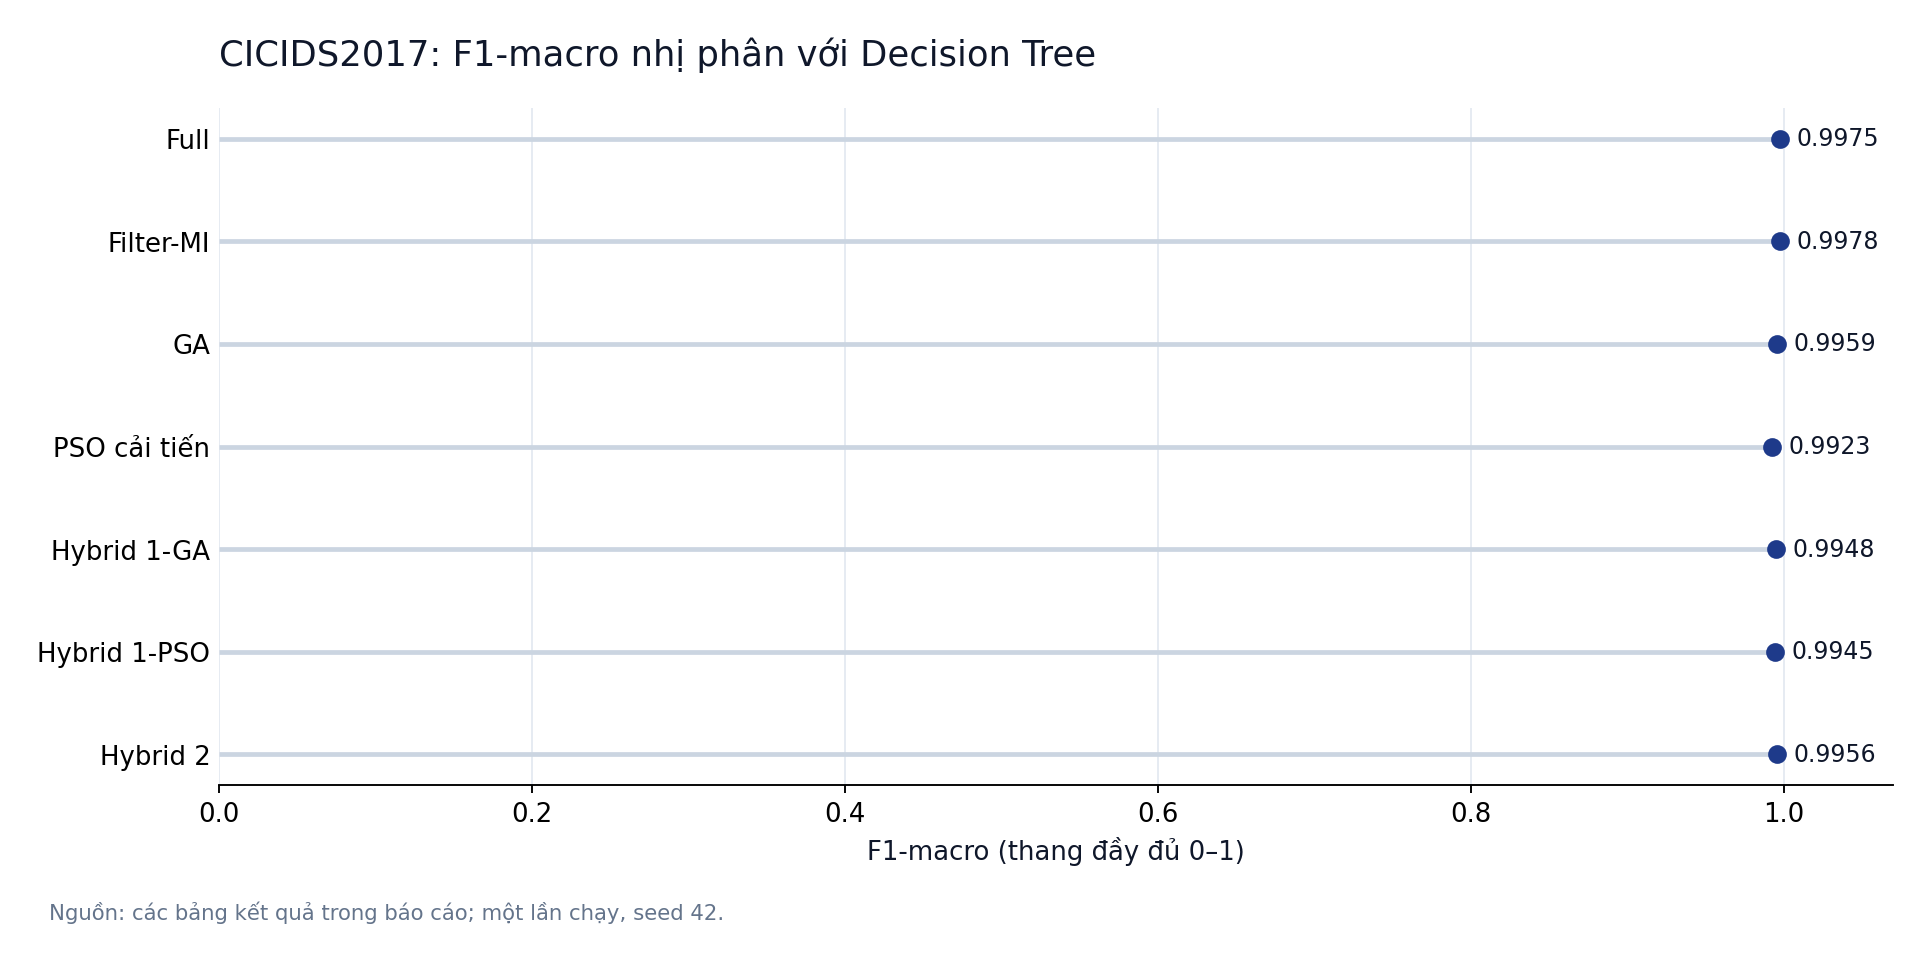 CICIDS2017: F1-macro nhị phân với Decision Tree
Full 0.9975
Filter-MI 0.9978
GA 0.9959
PSO cải tiến 0.9923
Hybrid 1-GA 0.9948
Hybrid 1-PSO 0.9945
Hybrid 2 0.9956
0.0 0.2 0.4 0.6 0.8 1.0
F1-macro (thang đầy đủ 0–1)
Nguồn: các bảng kết quả trong báo cáo; một lần chạy, seed 42.